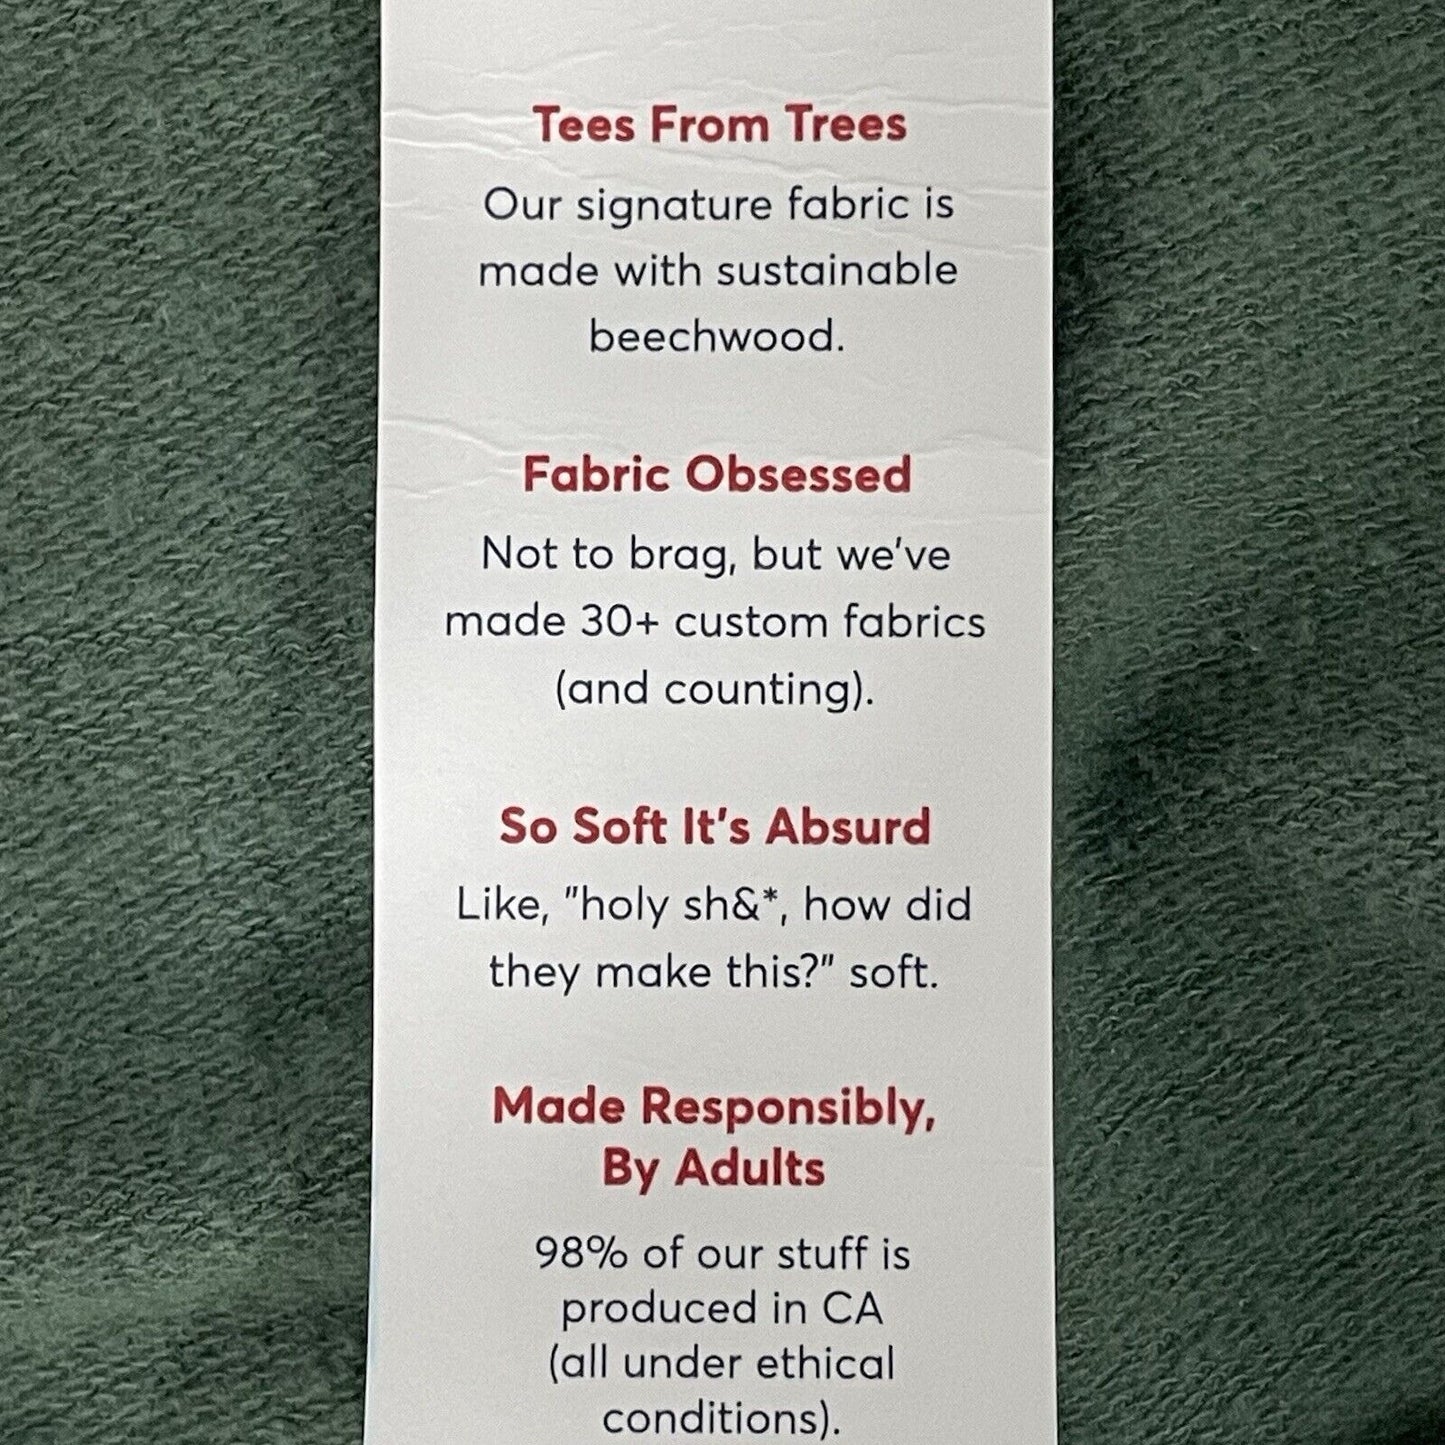 Tees From Trees
Our signature fabric is
made with sustainable
beechwood.
Fabric Obsessed
Not to brag, but we've
made 30+ custom fabrics
(and counting).
So Soft It's Absurd
Like, "holy sh&*, how did
they make this?" soft.
Made Responsibly,
By Adults
98% of our stuff is
produced in CA
(all under ethical
conditions).